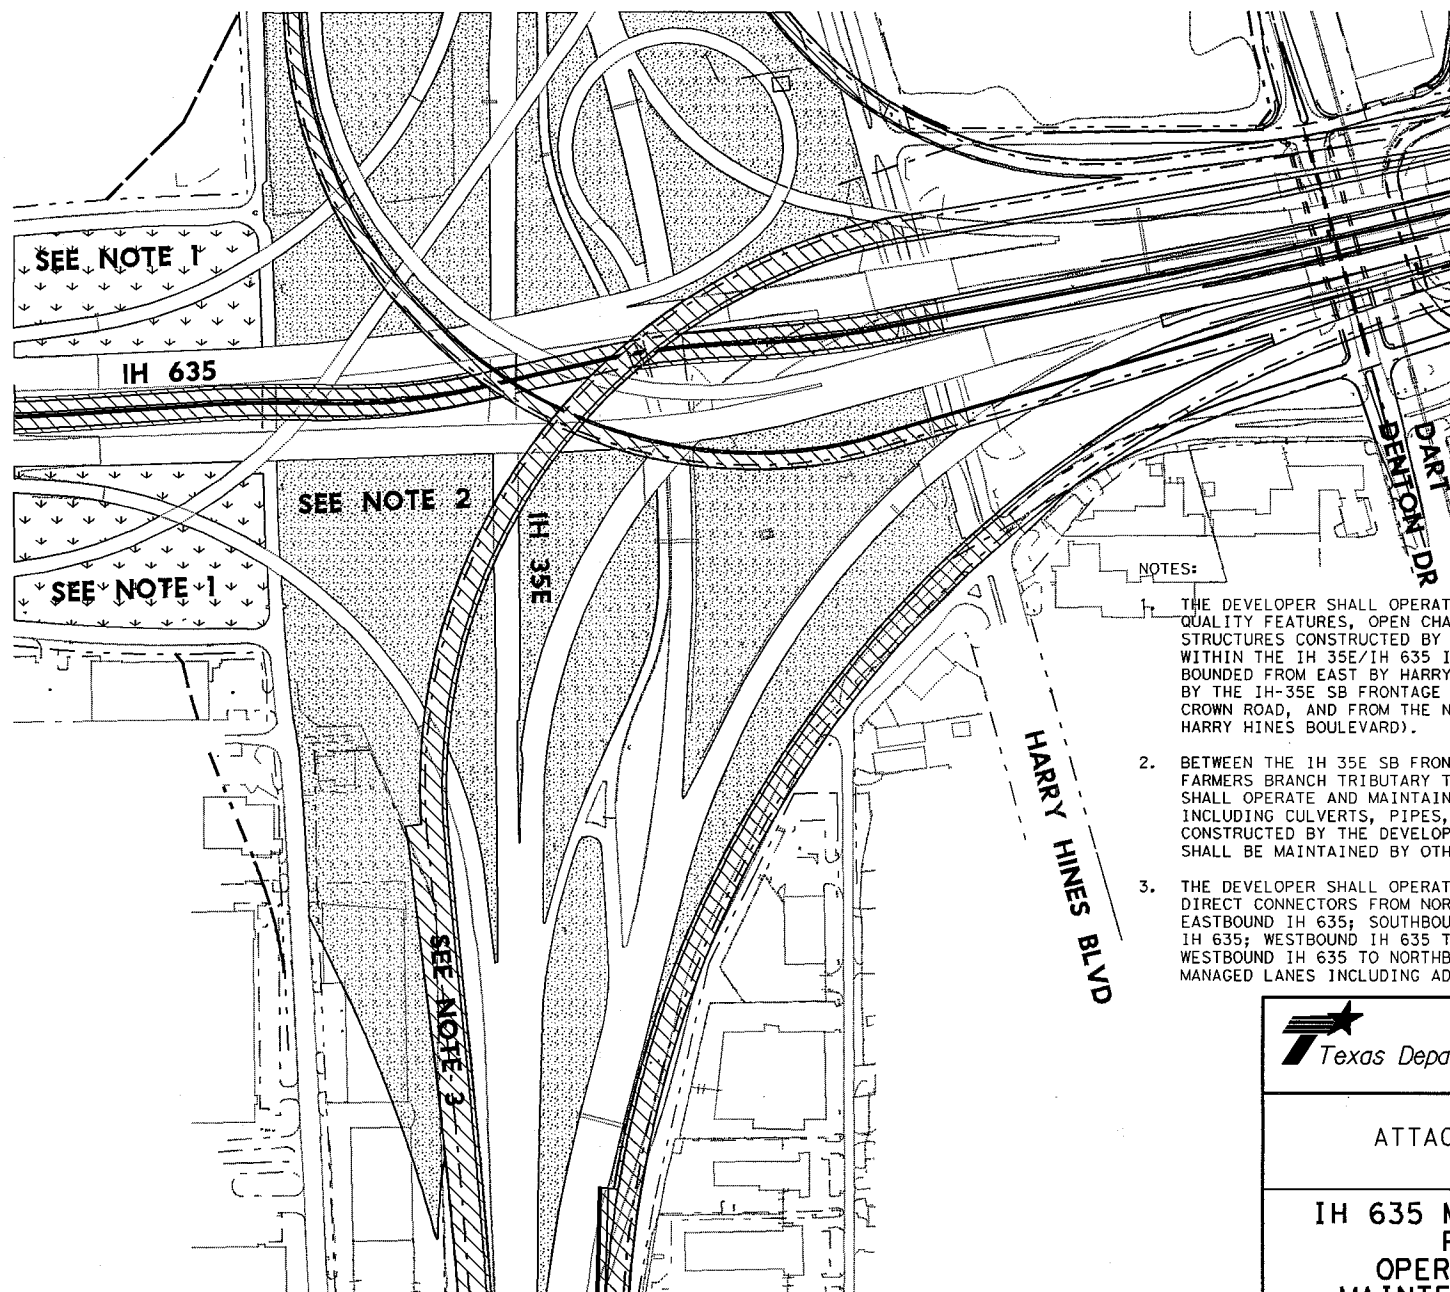 SEE NOTE 1
IH 635
SEE NOTE 2
IH 35E
SEE NOTE 1
SEE NOTE 3
HARRY HINES BLVD
DENTON DR
DART
NOTES:
1. THE DEVELOPER SHALL OPERAT
QUALITY FEATURES, OPEN CHA
STRUCTURES CONSTRUCTED BY
WITHIN THE IH 35E/IH 635 I
BOUNDED FROM EAST BY HARRY
BY THE IH-35E SB FRONTAGE
CROWN ROAD, AND FROM THE N
HARRY HINES BOULEVARD).
2. BETWEEN THE IH 35E SB FRON
FARMERS BRANCH TRIBUTARY T
SHALL OPERATE AND MAINTAIN
INCLUDING CULVERTS, PIPES,
CONSTRUCTED BY THE DEVELOP
SHALL BE MAINTAINED BY OTH
3. THE DEVELOPER SHALL OPERAT
DIRECT CONNECTORS FROM NOR
EASTBOUND IH 635; SOUTHBOU
IH 635; WESTBOUND IH 635 T
WESTBOUND IH 635 TO NORTHB
MANAGED LANES INCLUDING AD
Texas Depa
ATTAC
IH 635 M
OPER
MAINTE